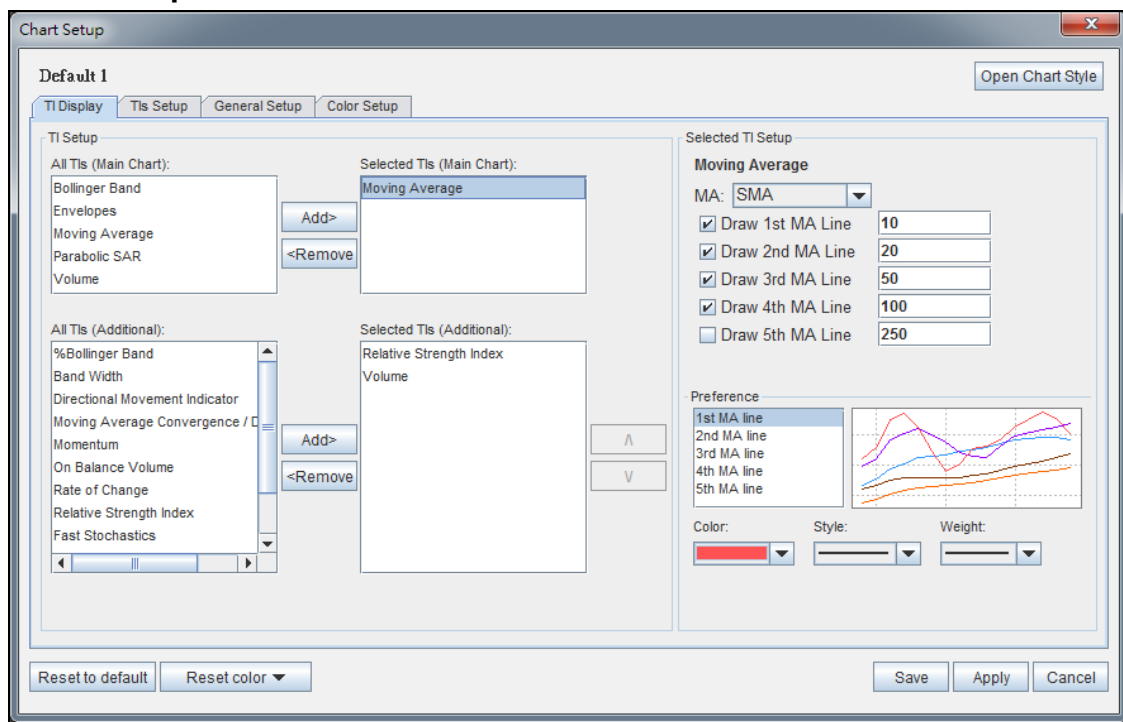 Chart Setup
Default 1
Open Chart Style
TI Display
TIs Setup
General Setup
Color Setup
TI Setup
All TIs (Main Chart):
Bollinger Band
Envelopes
Moving Average
Parabolic SAR
Volume
Add>
<Remove
Selected TIs (Main Chart):
Moving Average
All TIs (Additional):
%Bollinger Band
Band Width
Directional Movement Indicator
Moving Average Convergence / D
Momentum
On Balance Volume
Rate of Change
Relative Strength Index
Fast Stochastics
Add>
<Remove
Selected TIs (Additional):
Relative Strength Index
Volume
Selected TI Setup
Moving Average
MA: SMA
Draw 1st MA Line 10
Draw 2nd MA Line 20
Draw 3rd MA Line 50
Draw 4th MA Line 100
Draw 5th MA Line 250
Preference
1st MA line
2nd MA line
3rd MA line
4th MA line
5th MA line
Color:
Style:
Weight:
Reset to default
Reset color
Save
Apply
Cancel